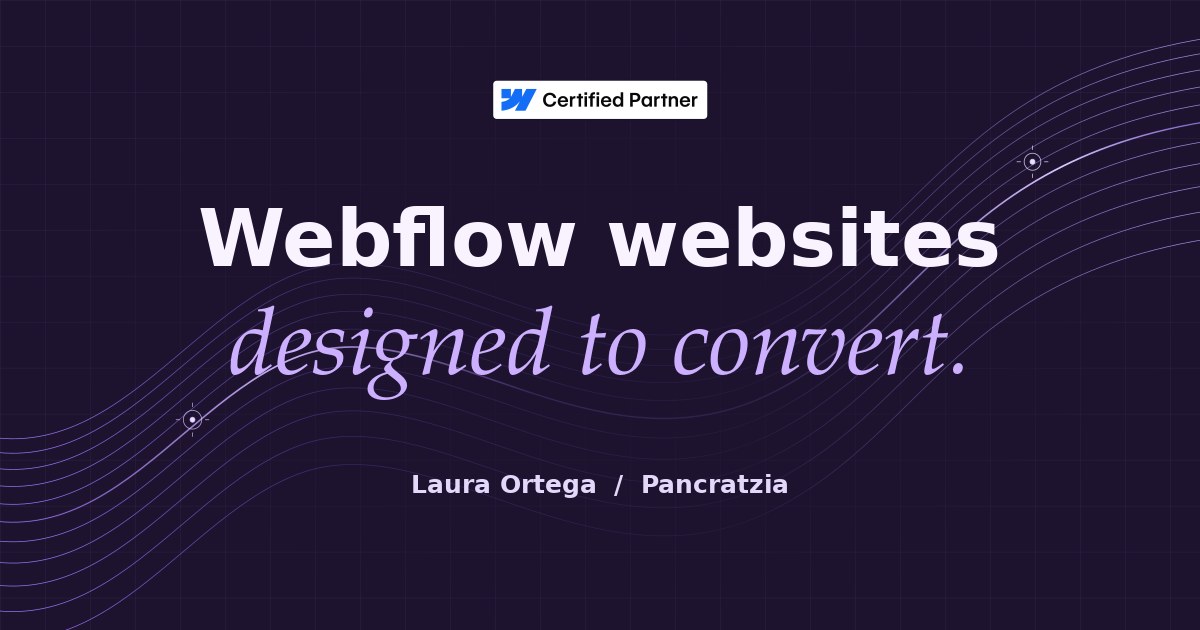 Certified Partner
Webflow websites
designed to convert.
Laura Ortega / Pancratzia